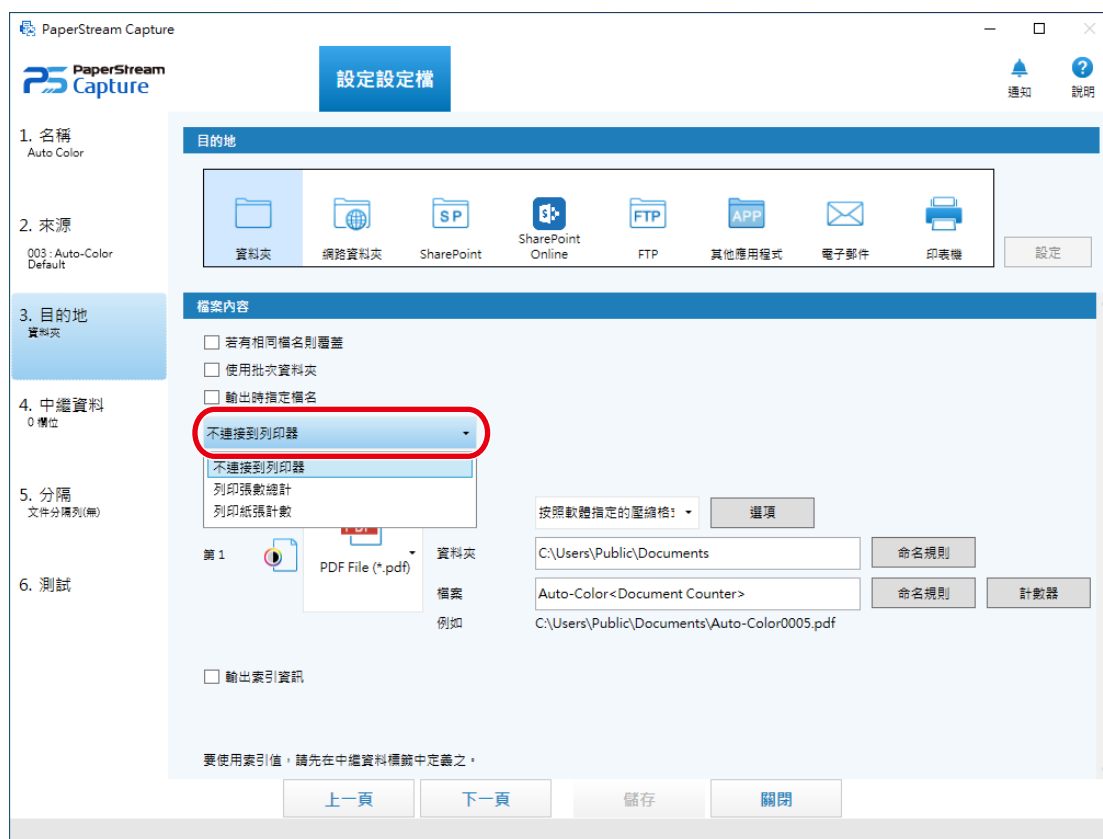 PaperStream Capture
PaperStream
Capture
設定設定檔
通知
說明
1. 名稱
Auto Color
2. 來源
003 : Auto-Color
Default
3. 目的地
資料夾
4. 中繼資料
0 欄位
5. 分隔
文件分隔列(無)
6. 測試
目的地
資料夾
網路資料夾
SP
SharePoint
S
SharePoint
Online
FTP
FTP
APP
其他應用程式
電子郵件
印表機
設定
檔案內容
若有相同檔名則覆蓋
使用批次資料夾
輸出時指定檔名
不連接到列印器
不連接到列印器
列印張數總計
列印紙張計數
按照軟體指定的壓縮格
選項
第 1
PDF
PDF File (*.pdf)
資料夾
C:\Users\Public\Documents
命名規則
檔案
Auto-Color<Document Counter>
命名規則
計數器
例如
C:\Users\Public\Documents\Auto-Color0005.pdf
輸出索引資訊
要使用索引值，請先在中繼資料標籤中定義之。
上一頁
下一頁
儲存
關閉